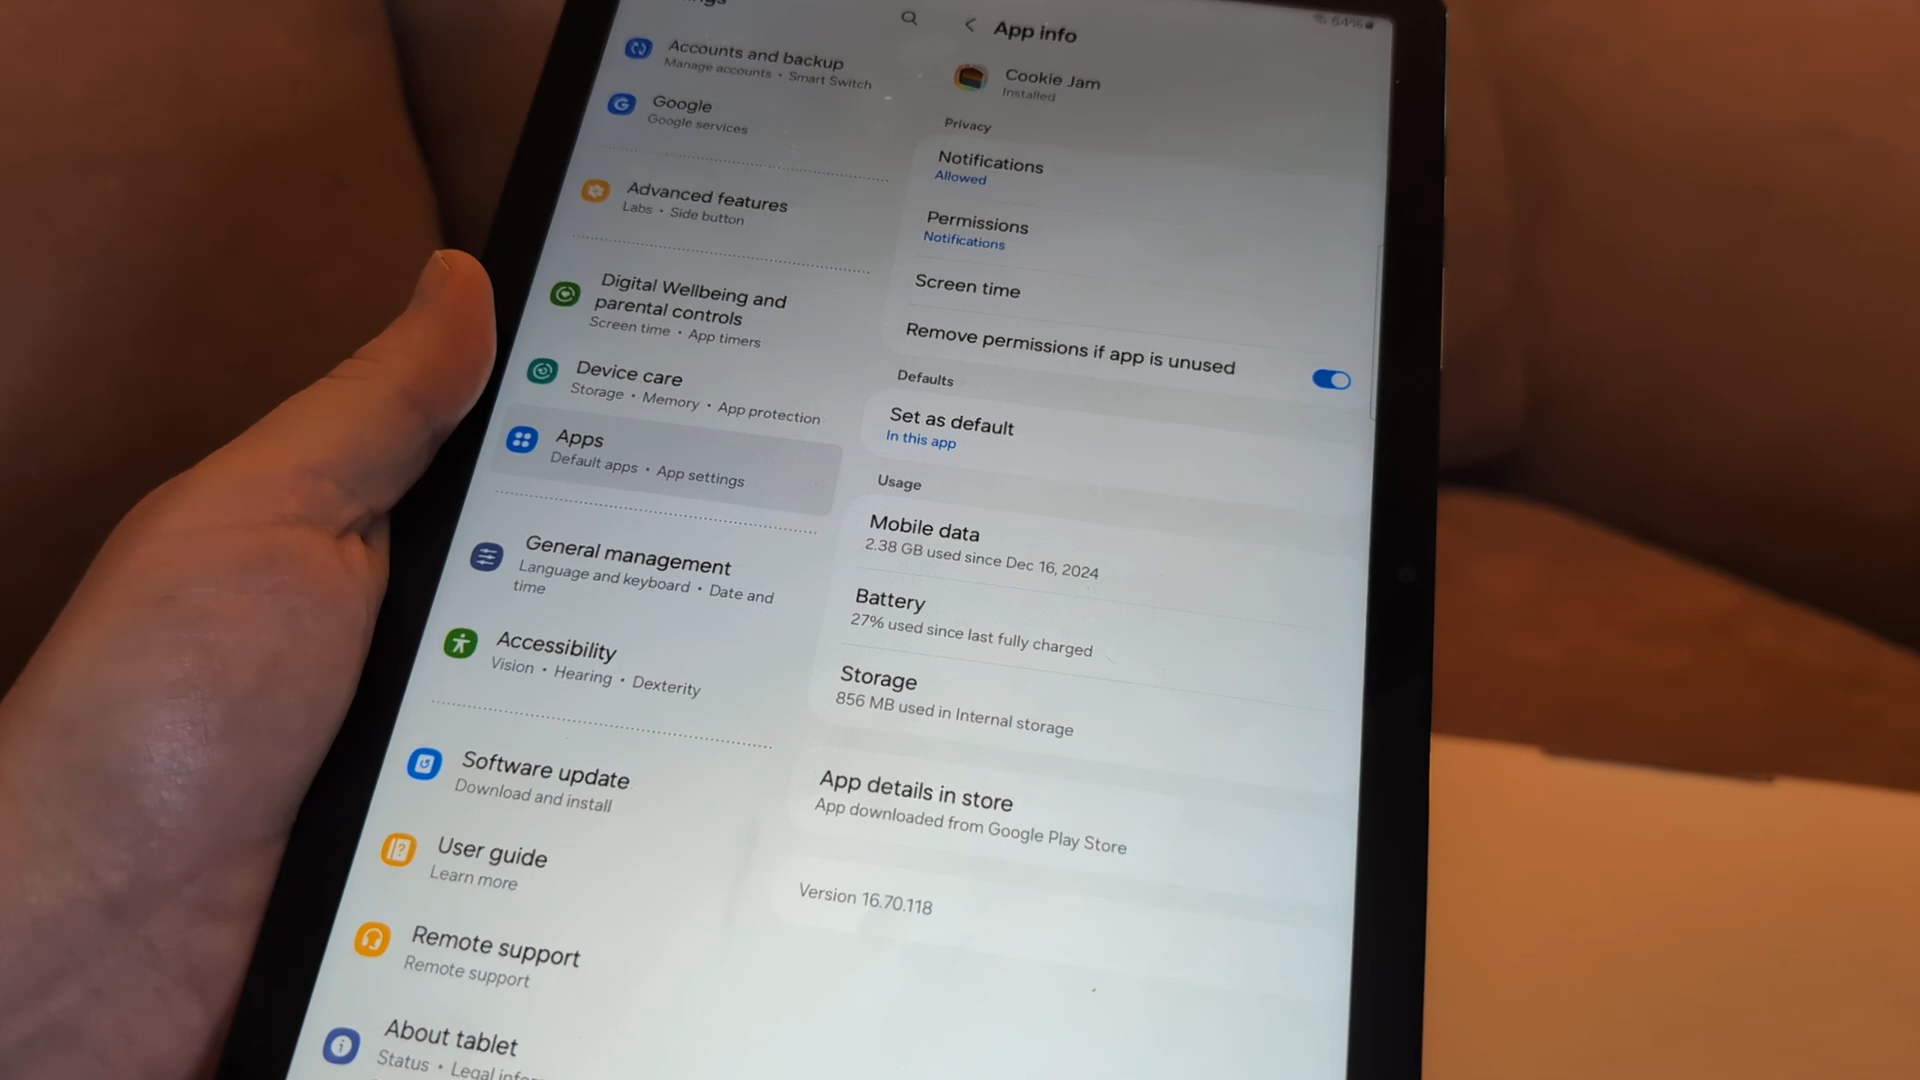 Accounts and backup
Manage accounts • Smart Switch
Google
Google services
Advanced features
Labs • Side button
Digital Wellbeing and
parental controls
Screen time • App timers
Device care
Storage • Memory • App protection
Apps
Default apps • App settings
General management
Language and keyboard • Date and
time
Accessibility
Vision • Hearing • Dexterity
Software update
Download and install
User guide
Learn more
Remote support
Remote support
About tablet
Status • Legal
App info
64%
Cookie Jam
Installed
Privacy
Notifications
Allowed
Permissions
Notifications
Screen time
Remove permissions if app is unused
Defaults
Set as default
In this app
Usage
Mobile data
2.38 GB used since Dec 16, 2024
Battery
27% used since last fully charged
Storage
856 MB used in Internal storage
App details in store
App downloaded from Google Play Store
Version 16.70.118